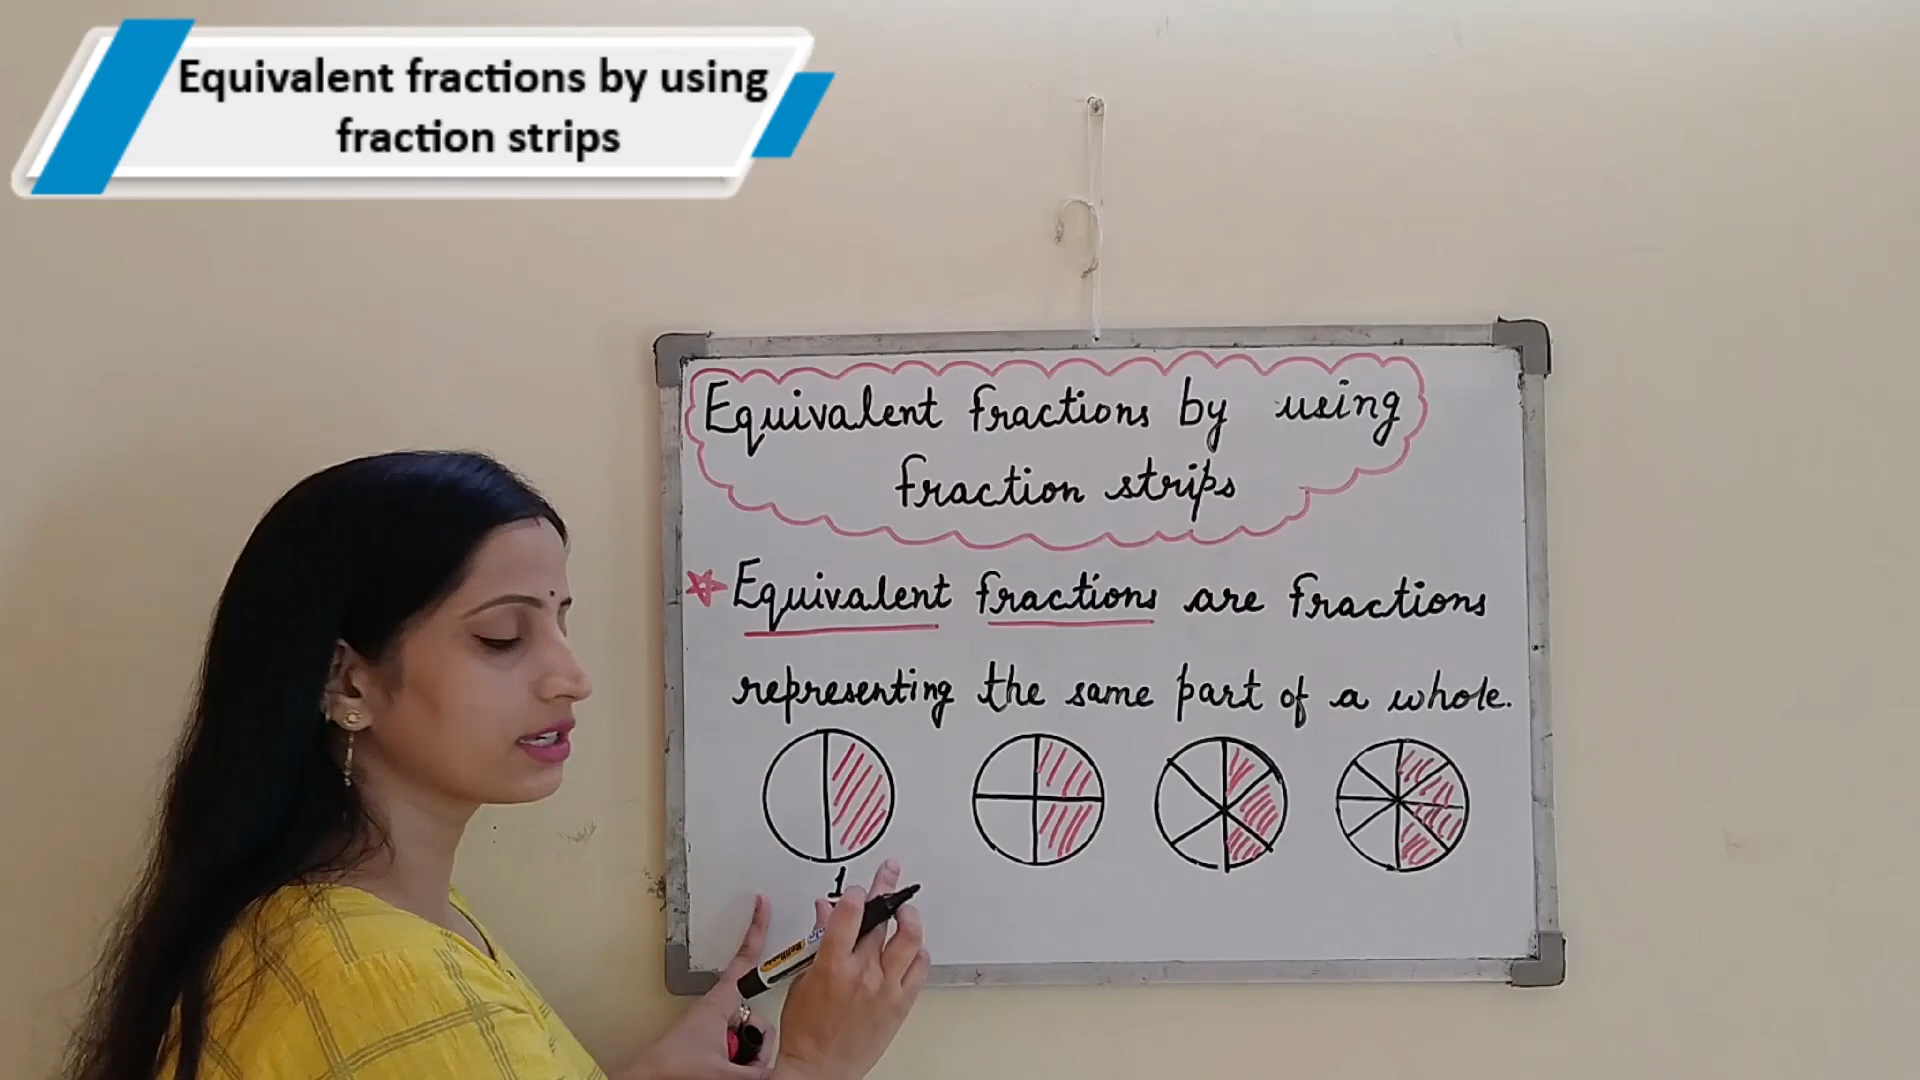 Equivalent fractions by using
fraction strips
Equivalent fractions by using
fraction strips
Equivalent fractions are fractions
representing the same part of a whole.
1